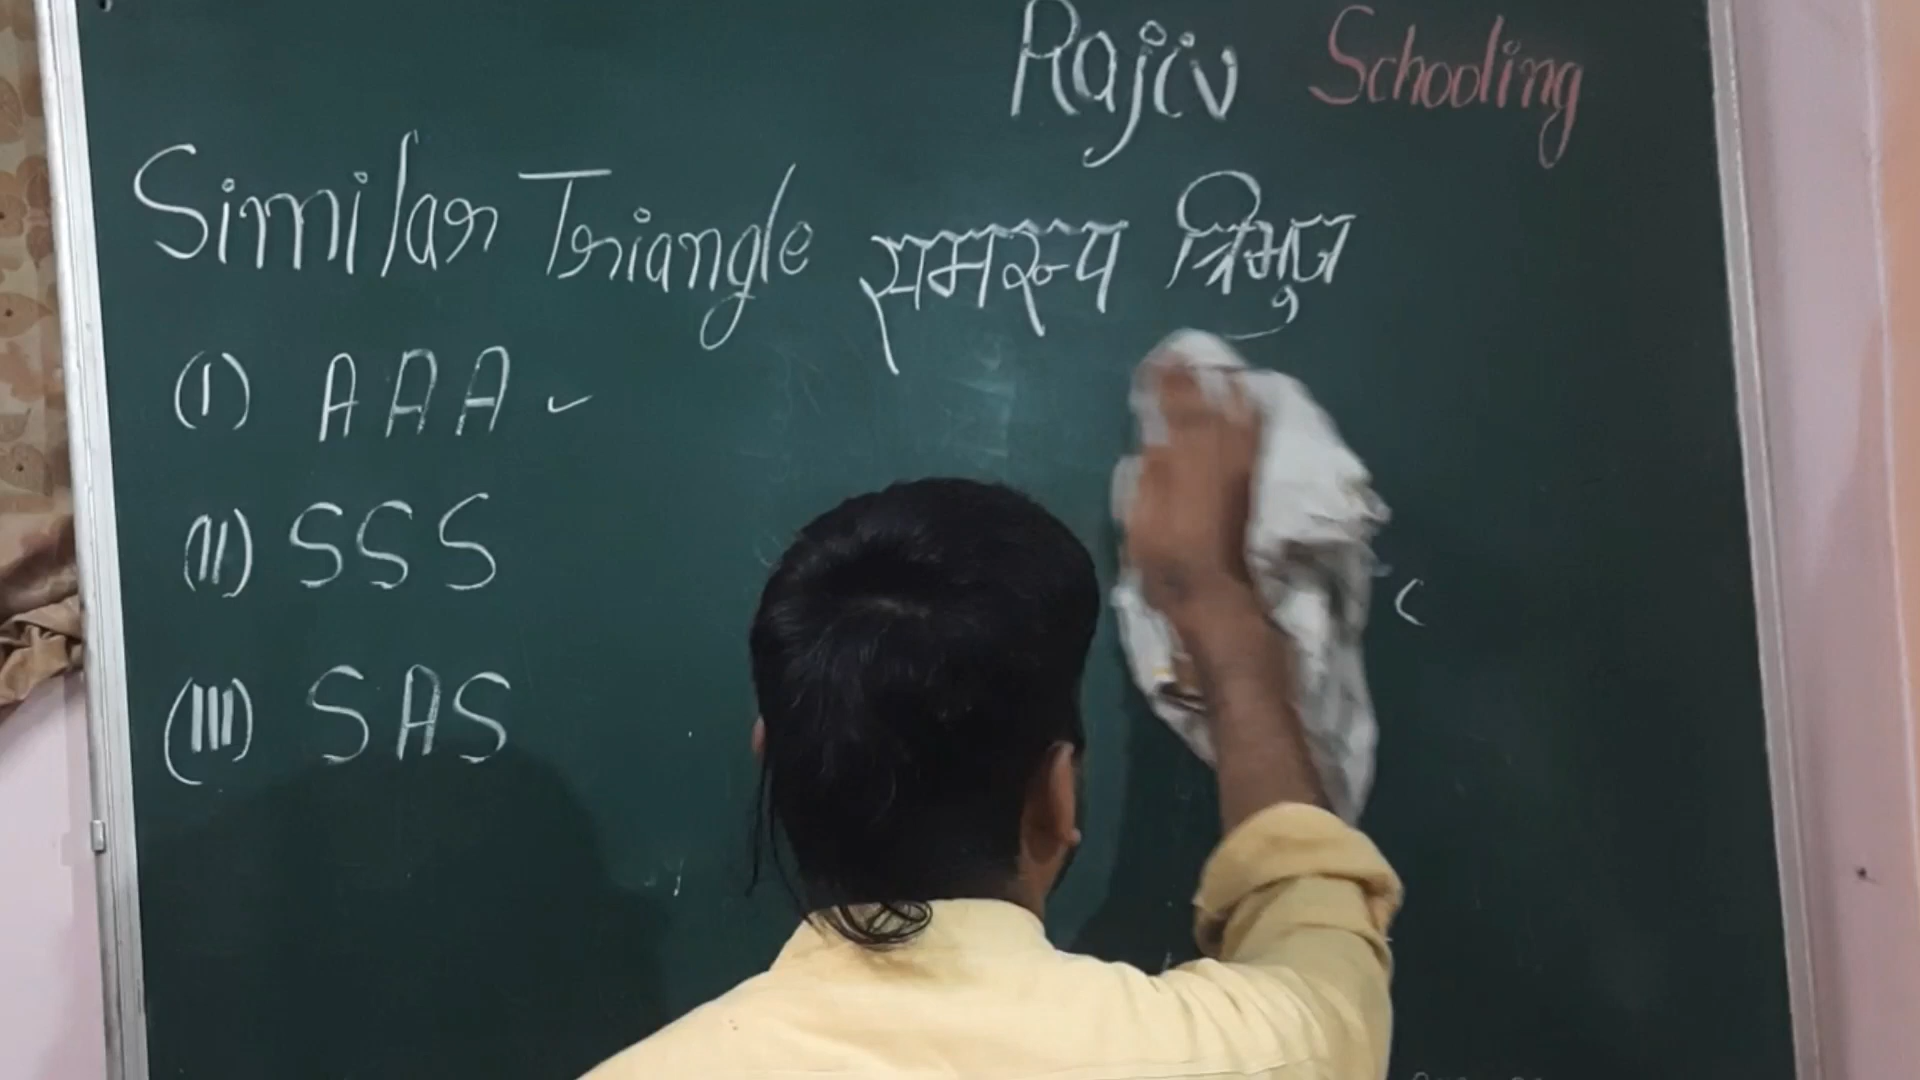 Rajiv Schooling
Similar Triangle समरूप त्रिभुज
(I) AAA ✓
(II) SSS
(III) SAS